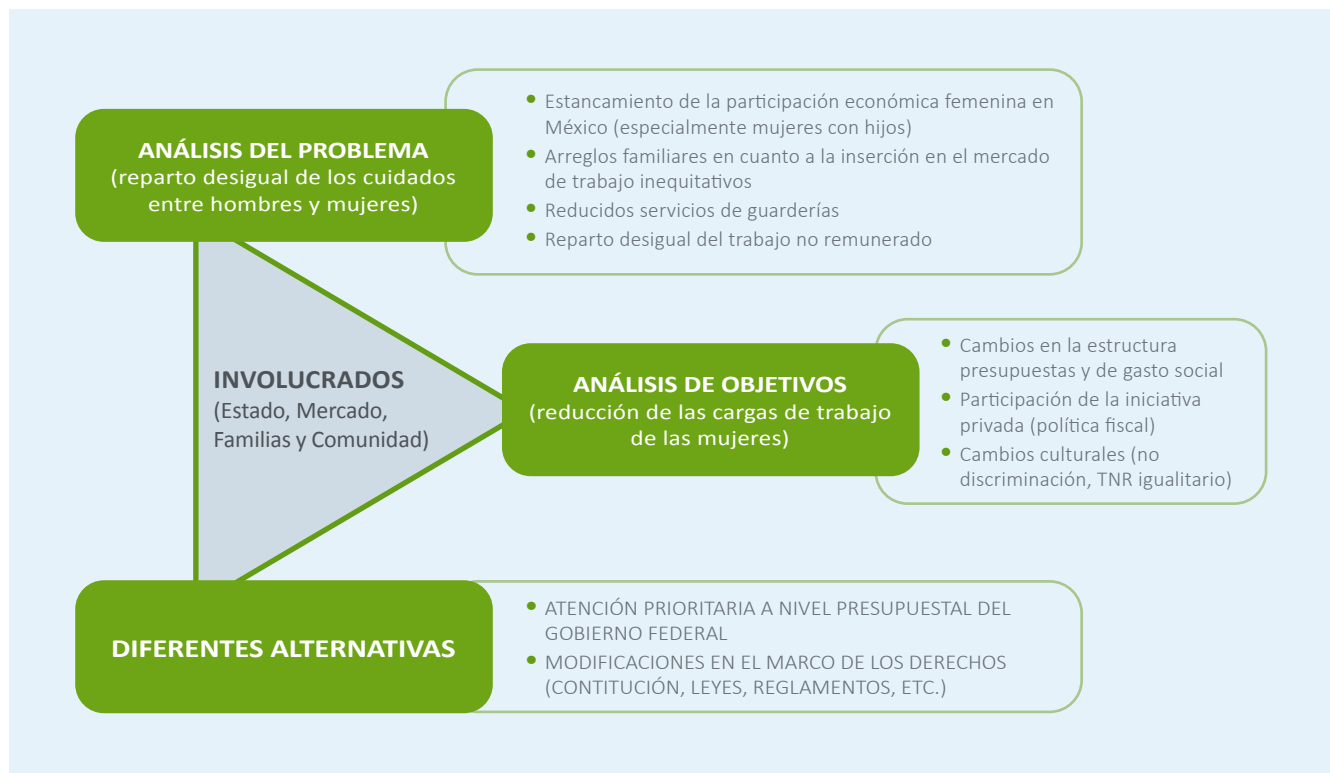 ANÁLISIS DEL PROBLEMA
(reparto desigual de los cuidados
entre hombres y mujeres)
• Estancamiento de la participación económica femenina en
México (especialmente mujeres con hijos)
• Arreglos familiares en cuanto a la inserción en el mercado
de trabajo inequitativos
• Reducidos servicios de guarderías
• Reparto desigual del trabajo no remunerado
INVOLUCRADOS
(Estado, Mercado,
Familias y Comunidad)
ANÁLISIS DE OBJETIVOS
(reducción de las cargas de trabajo
de las mujeres)
• Cambios en la estructura
presupuestas y de gasto social
• Participación de la iniciativa
privada (política fiscal)
• Cambios culturales (no
discriminación, TNR igualitario)
DIFERENTES ALTERNATIVAS
• ATENCIÓN PRIORITARIA A NIVEL PRESUPUESTAL DEL
GOBIERNO FEDERAL
• MODIFICACIONES EN EL MARCO DE LOS DERECHOS
(CONTITUCIÓN, LEYES, REGLAMENTOS, ETC.)